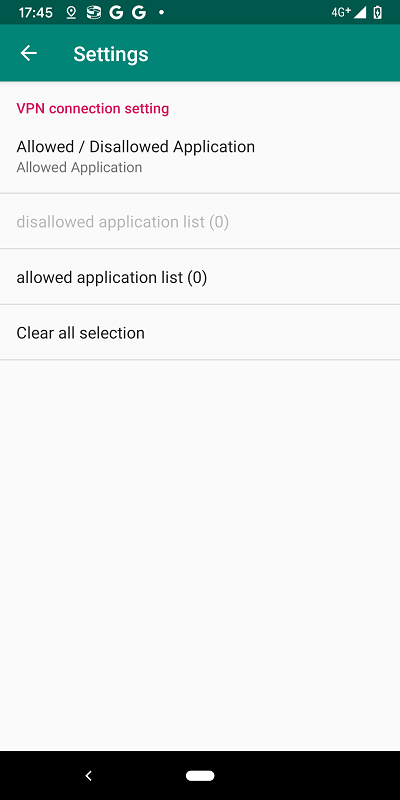 17:45 G G 4G+
Settings
VPN connection setting
Allowed / Disallowed Application
Allowed Application
disallowed application list (0)
allowed application list (0)
Clear all selection